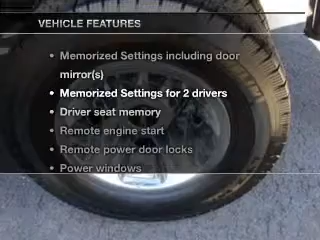 VEHICLE FEATURES
• Memorized Settings including door
mirror(s)
• Memorized Settings for 2 drivers
• Driver seat memory
• Remote engine start
• Remote power door locks
• Power windows